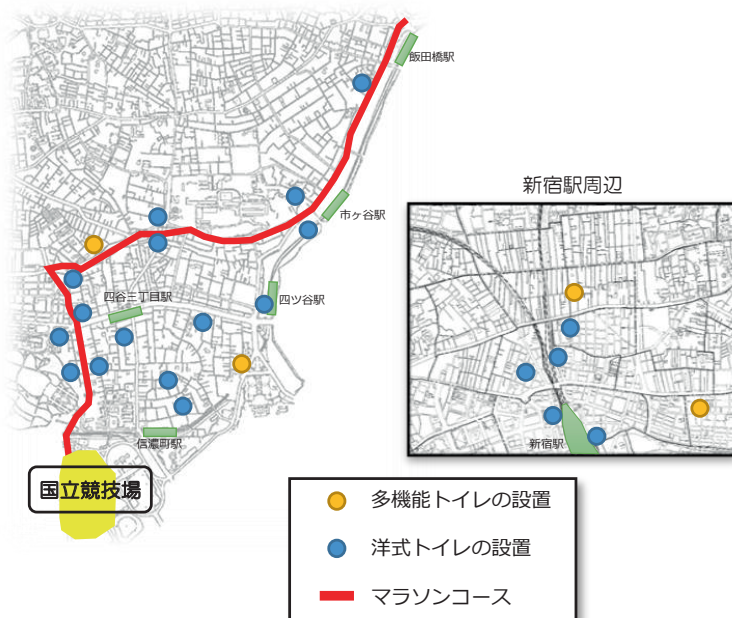 飯田橋駅
新宿駅周辺
市ヶ谷駅
四谷三丁目駅
四ツ谷駅
信濃町駅
新宿駅
国立競技場
多機能トイレの設置
洋式トイレの設置
マラソンコース